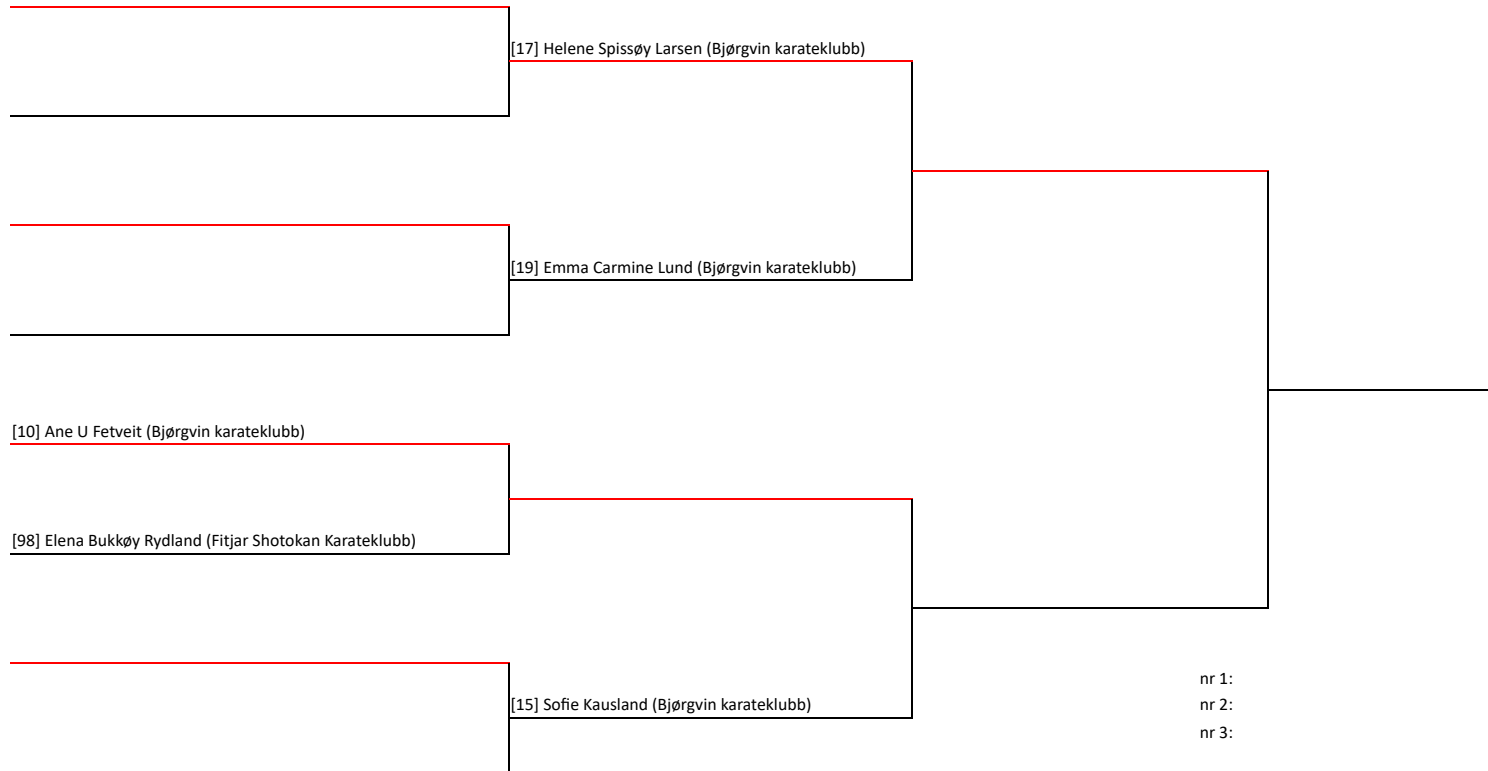 [17] Helene Spissøy Larsen (Bjørgvin karateklubb)
[19] Emma Carmine Lund (Bjørgvin karateklubb)
[10] Ane U Fetveit (Bjørgvin karateklubb)
[98] Elena Bukkøy Rydland (Fitjar Shotokan Karateklubb)
[15] Sofie Kausland (Bjørgvin karateklubb)
nr 1:
nr 2:
nr 3: